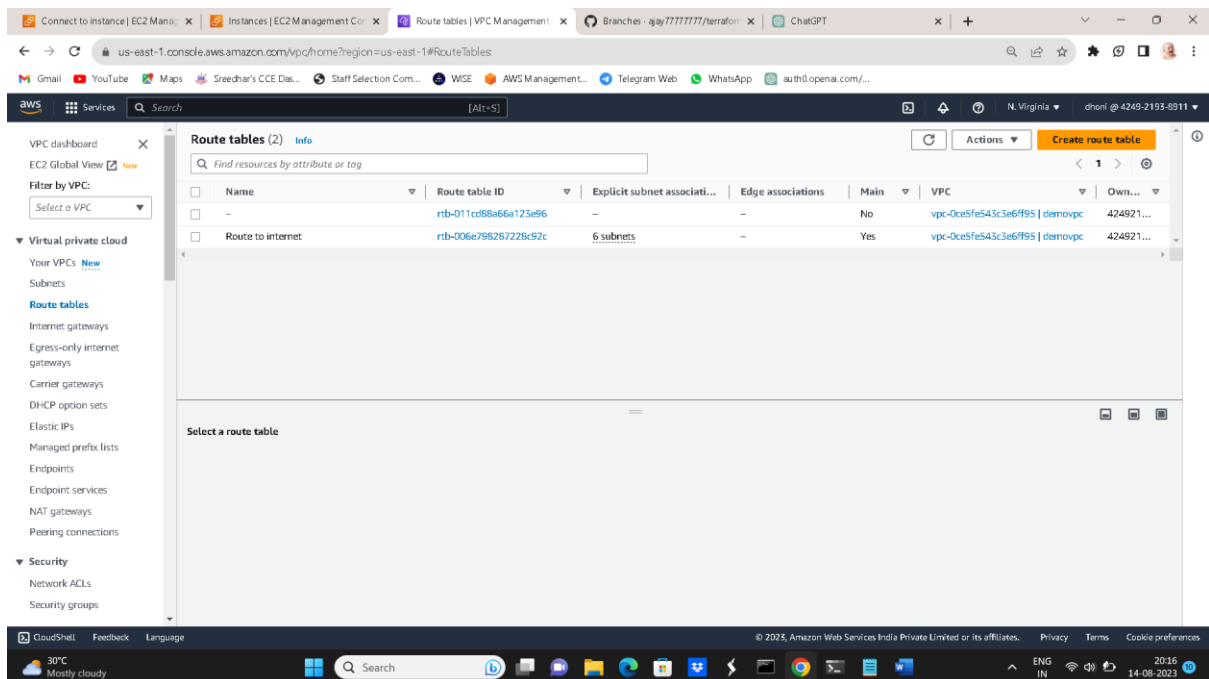 Connect to instance | EC2 Manag
Instances | EC2 Management Con
Route tables | VPC Management
Branches · ajay77777777/terraform
ChatGPT
us-east-1.console.aws.amazon.com/vpc/home?region=us-east-1#RouteTables:
Gmail YouTube Maps Sreedhar's CCE Das... Staff Selection Com... WISE AWS Management... Telegram Web WhatsApp auth0.openai.com/...
aws Services Search [Alt+S] N. Virginia dhoni @ 4249-2193-8911
VPC dashboard
EC2 Global View New
Filter by VPC:
Select a VPC
Virtual private cloud
Your VPCs New
Subnets
Route tables
Internet gateways
Egress-only internet
gateways
Carrier gateways
DHCP option sets
Elastic IPs
Managed prefix lists
Endpoints
Endpoint services
NAT gateways
Peering connections
Security
Network ACLs
Security groups
Route tables (2) Info
Actions Create route table
Find resources by attribute or tag
1
Name Route table ID Explicit subnet associati... Edge associations Main VPC Own...
– rtb-011cd88a66a123e96 – – No vpc-0ce5fe543c3e6ff95 | demovpc 424921...
Route to internet rtb-006e798287228c92c 6 subnets – Yes vpc-0ce5fe543c3e6ff95 | demovpc 424921...
Select a route table
CloudShell Feedback Language © 2023, Amazon Web Services India Private Limited or its affiliates. Privacy Terms Cookie preferences
30°C
Mostly cloudy
Search
ENG
IN
20:16
14-08-2023
10